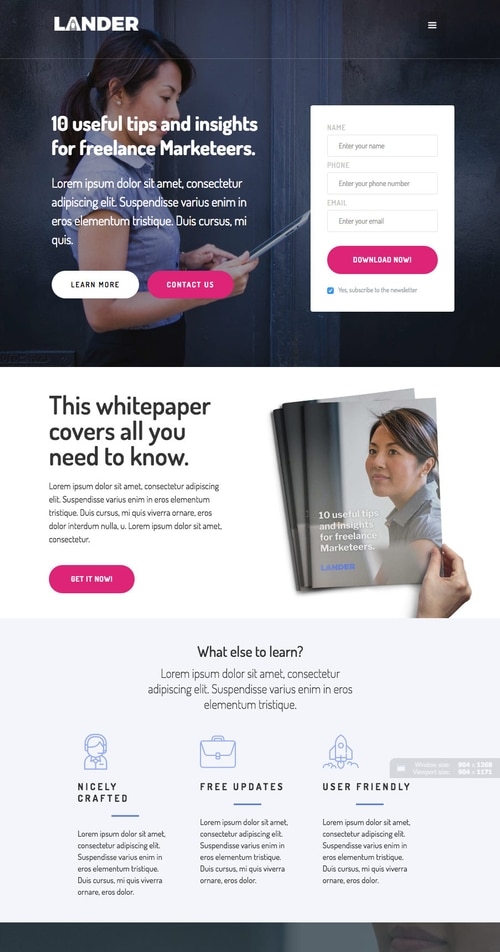 LANDER
10 useful tips and insights
for freelance Marketeers.
Lorem ipsum dolor sit amet, consectetur
adipiscing elit. Suspendisse varius enim in
eros elementum tristique. Duis cursus, mi
quis.
LEARN MORE
CONTACT US
NAME
Enter your name
PHONE
Enter your phone number
EMAIL
Enter your email
DOWNLOAD NOW!
Yes, subscribe to the newsletter
This whitepaper
covers all you
need to know.
Lorem ipsum dolor sit amet, consectetur adipiscing
elit. Suspendisse varius enim in eros elementum
tristique. Duis cursus, mi quis viverra ornare, eros
dolor interdum nulla, u. Lorem ipsum dolor sit amet,
consectetur.
GET IT NOW!
10 useful tips
and insights
for freelance
Marketeers.
LANDER
What else to learn?
Lorem ipsum dolor sit amet, consectetur
adipiscing elit. Suspendisse varius enim in eros
elementum tristique.
NICELY
CRAFTED
Lorem ipsum dolor sit amet,
consectetur adipiscing elit.
Suspendisse varius enim in
eros elementum tristique.
Duis cursus, mi quis viverra
ornare, eros dolor.
FREE UPDATES
Lorem ipsum dolor sit amet,
consectetur adipiscing elit.
Suspendisse varius enim in
eros elementum tristique.
Duis cursus, mi quis viverra
ornare, eros dolor.
USER FRIENDLY
Lorem ipsum dolor sit amet,
consectetur adipiscing elit.
Suspendisse varius enim in
eros elementum tristique.
Duis cursus, mi quis viverra
ornare, eros dolor.
Window size: 994 x 1268
Viewport size: 994 x 1171